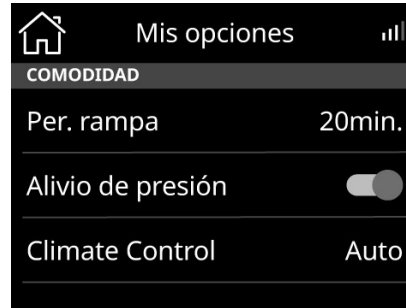 Mis opciones
COMODIDAD
Per. rampa 20min.
Alivio de presión
Climate Control Auto